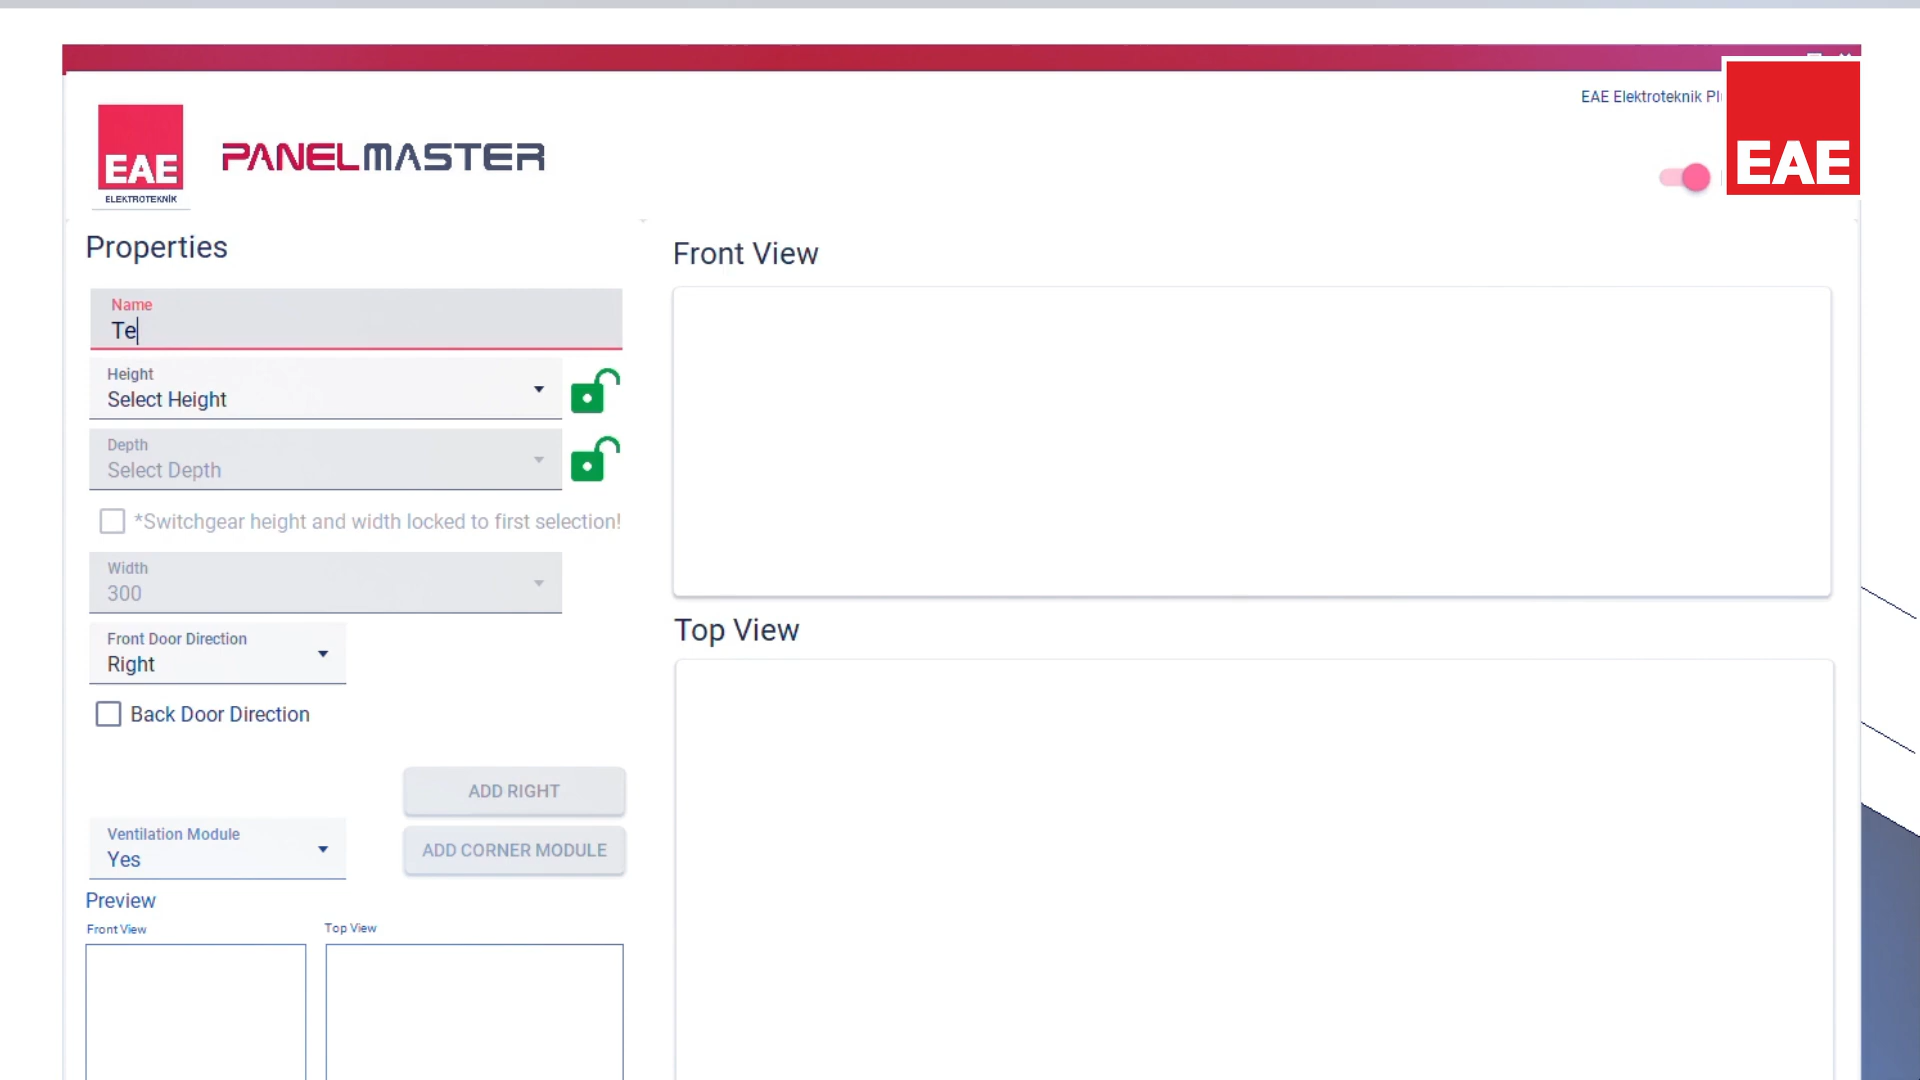 EAE Elektroteknik
EAE
EAE
ELEKTROTEKNİK
PANELMASTER
Properties
Front View
Name
Te
Height
Select Height
Depth
Select Depth
*Switchgear height and width locked to first selection!
Width
300
Front Door Direction
Right
Back Door Direction
ADD RIGHT
Ventilation Module
Yes
ADD CORNER MODULE
Preview
Front View
Top View
Top View